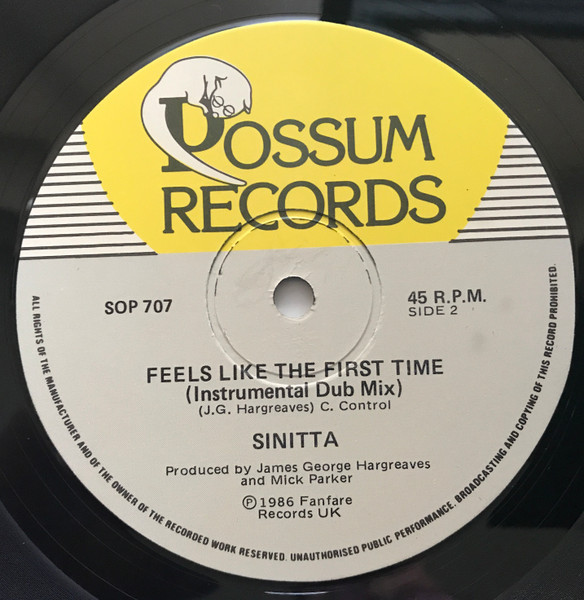 POSSUM
RECORDS
SOP 707
45 R.P.M.
SIDE 2
FEELS LIKE THE FIRST TIME
(Instrumental Dub Mix)
(J.G. Hargreaves) C. Control
SINITTA
Produced by James George Hargreaves
and Mick Parker
℗1986 Fanfare
Records UK
ALL RIGHTS OF THE MANUFACTURER AND OF THE OWNER OF THE RECORDED WORK RESERVED. UNAUTHORISED PUBLIC PERFORMANCE, BROADCASTING AND COPYING OF THIS RECORD PROHIBITED.